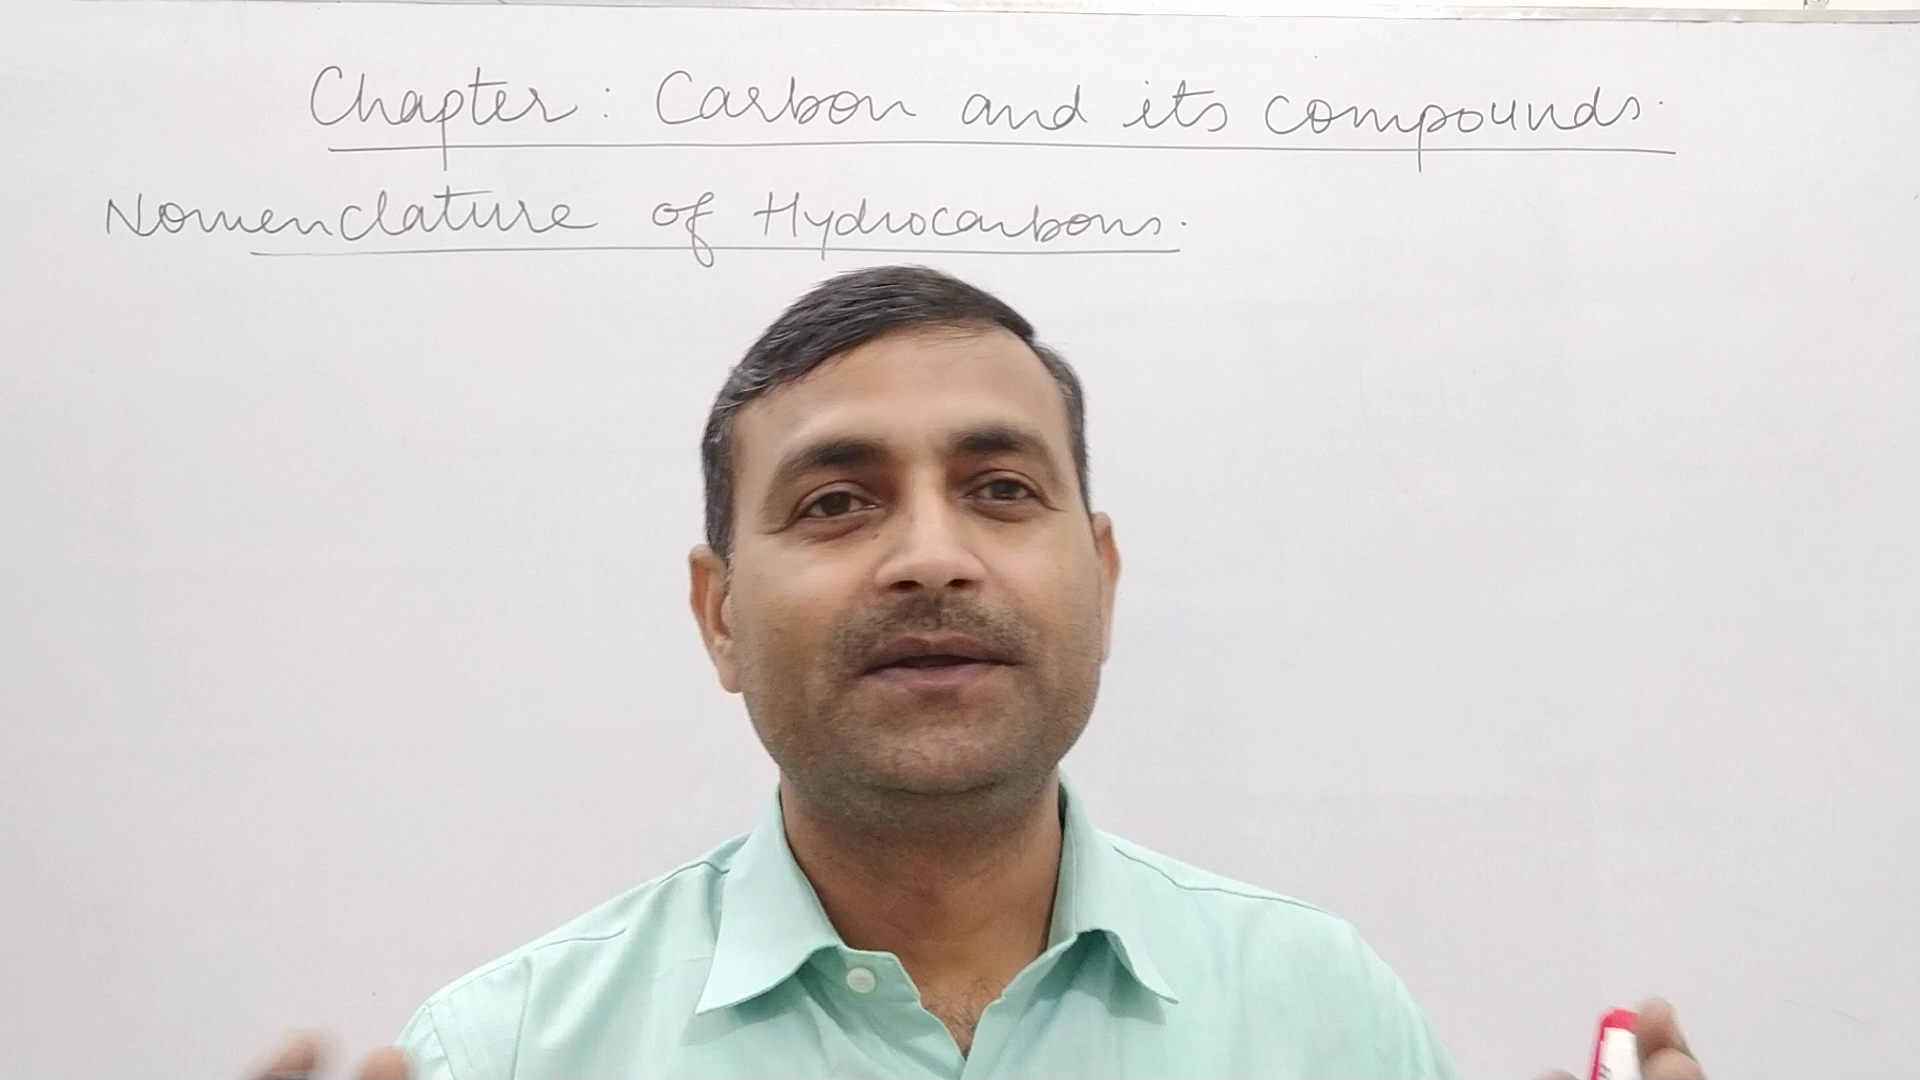 Chapter: Carbon and its compounds.
Nomenclature of Hydrocarbons.